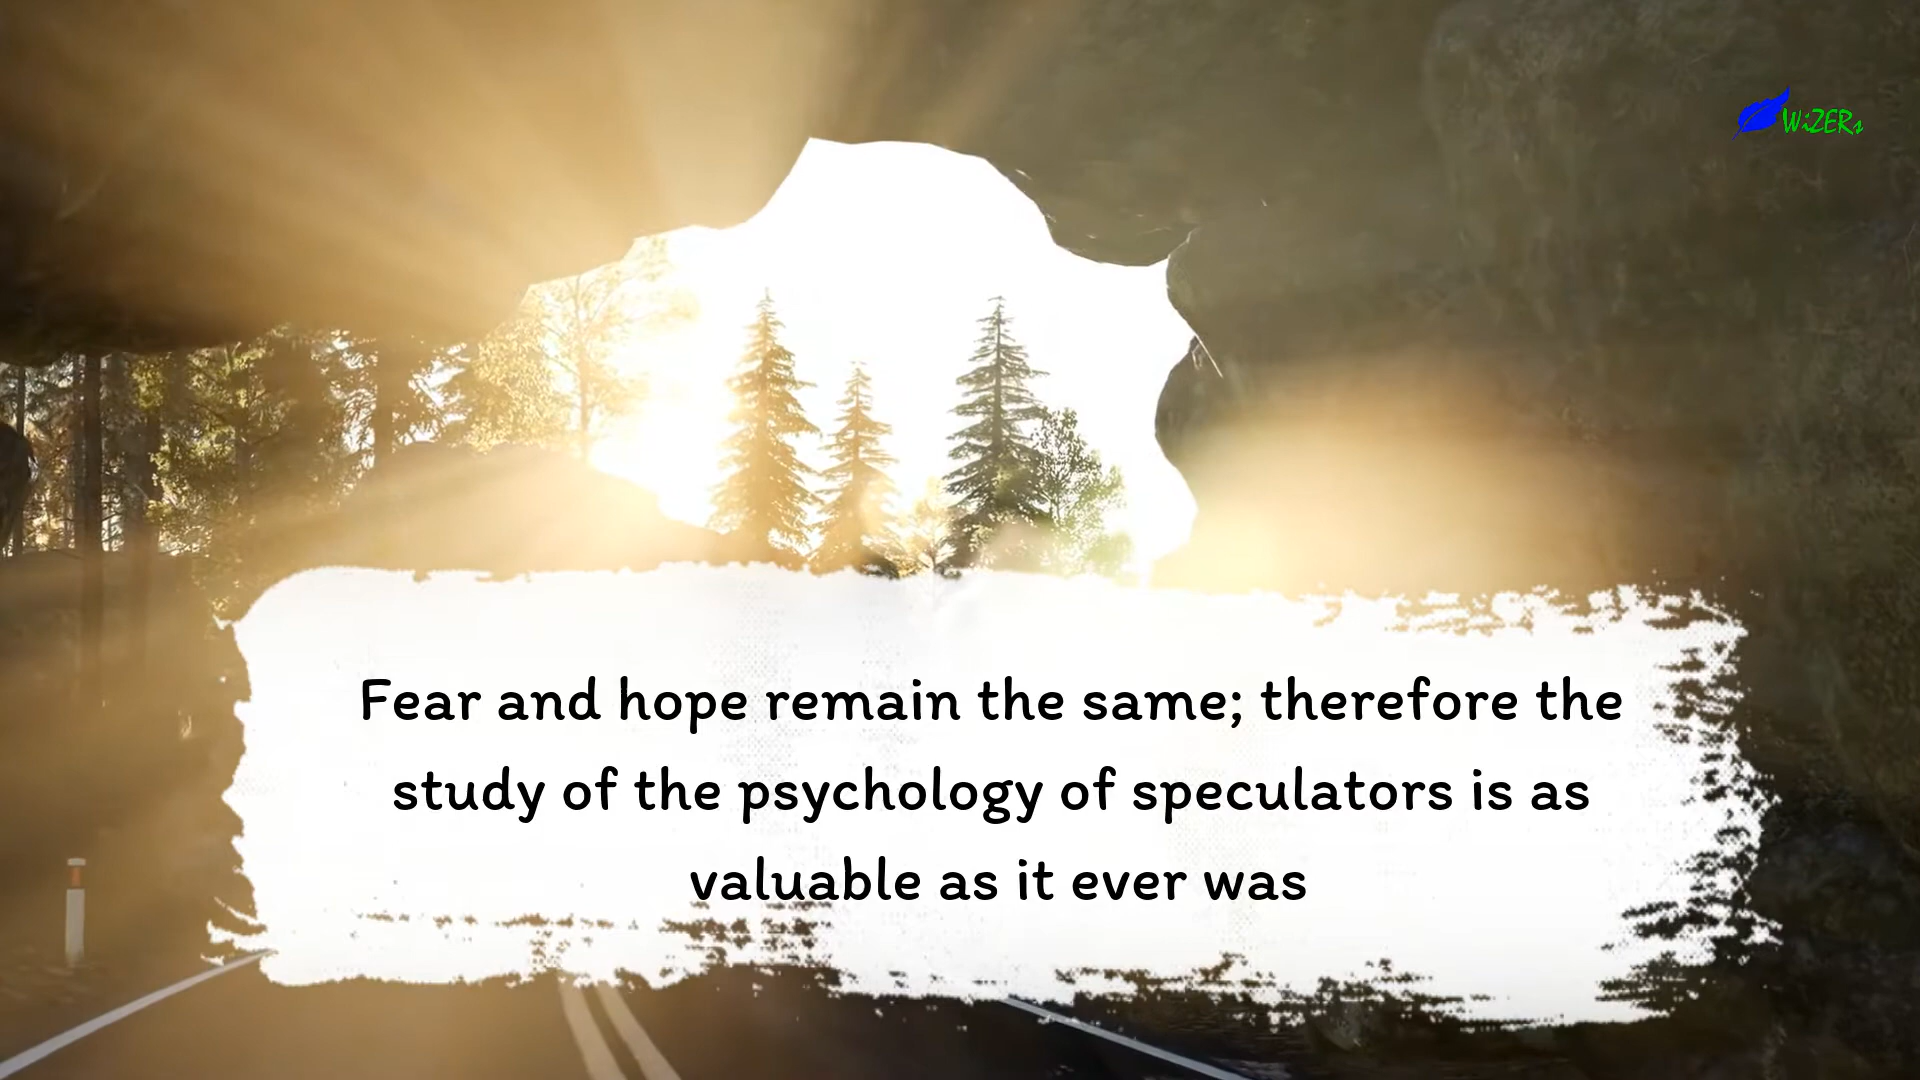 WiZERs
Fear and hope remain the same; therefore the
study of the psychology of speculators is as
valuable as it ever was